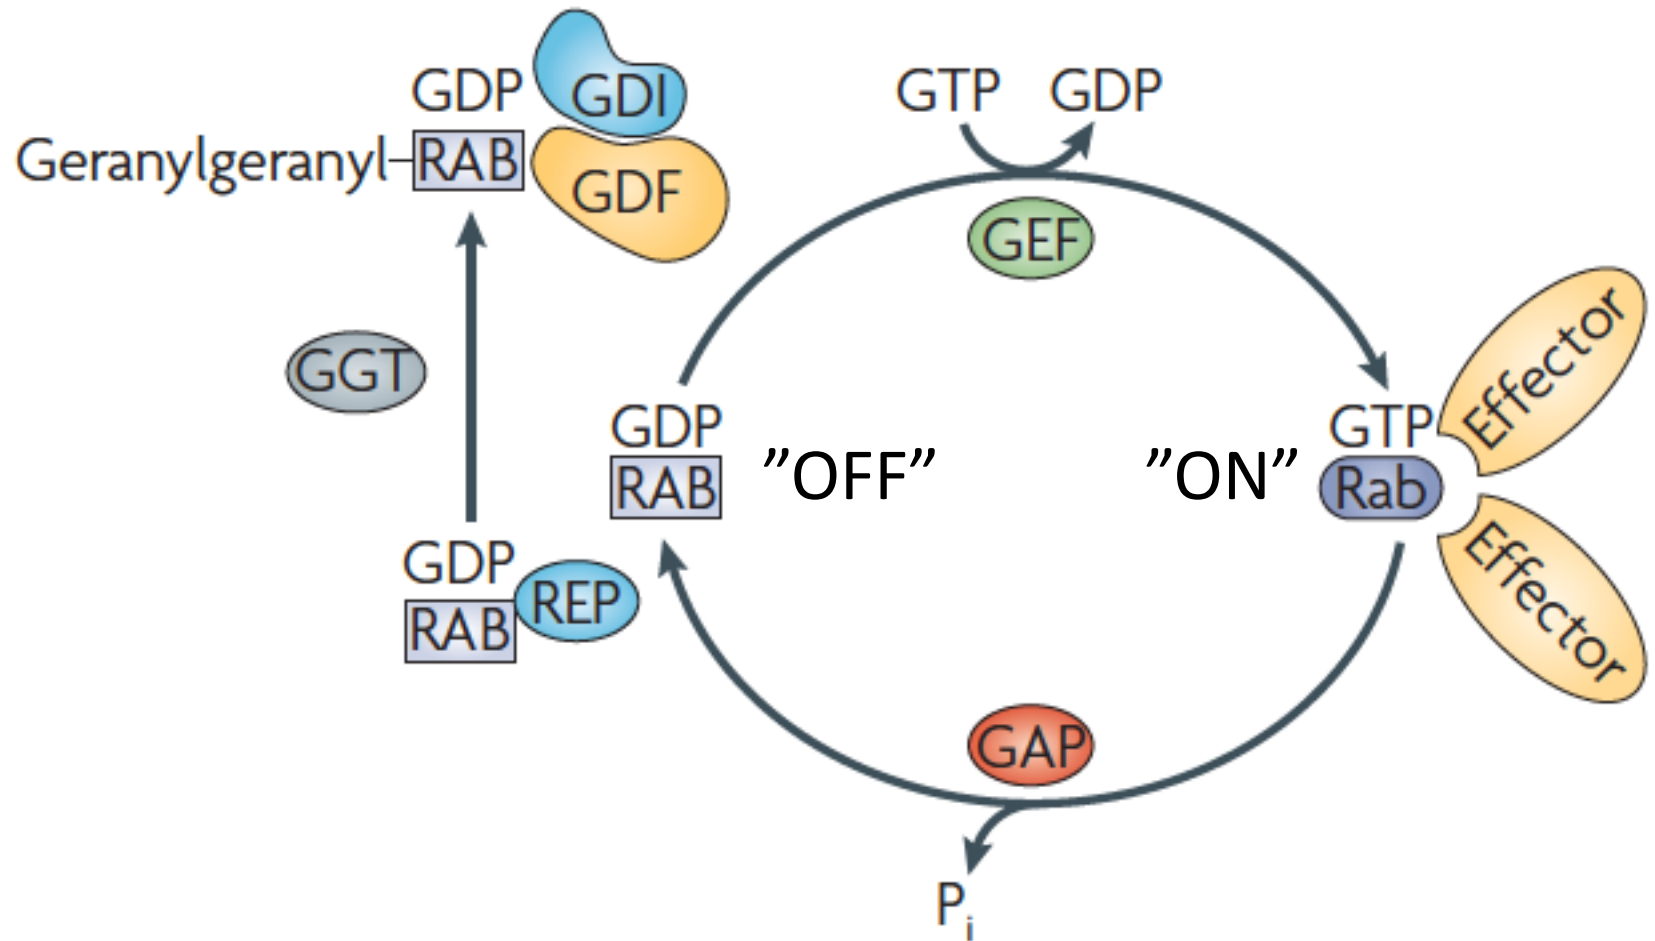 GDP
GDI
Geranylgeranyl
RAB
GDF
GTP GDP
GEF
GGT
GDP
RAB
”OFF”
”ON”
GTP
Rab
Effector
Effector
GDP
RAB
REP
GAP
Pi